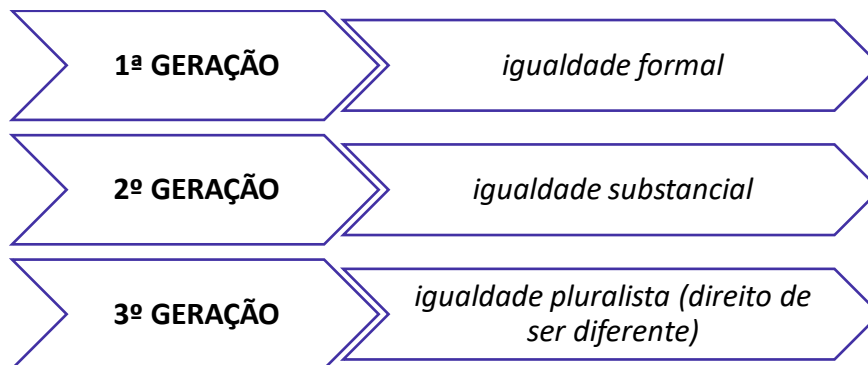 1ª GERAÇÃO
igualdade formal
2º GERAÇÃO
igualdade substancial
3º GERAÇÃO
igualdade pluralista (direito de
ser diferente)